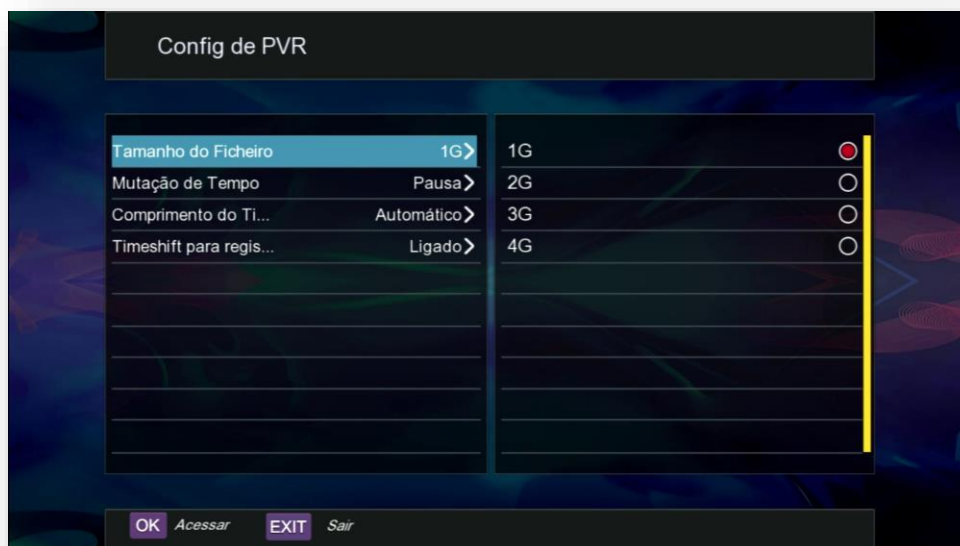 Config de PVR
Tamanho do Ficheiro 1G
Mutação de Tempo Pausa
Comprimento do Ti... Automático
Timeshift para regis... Ligado
1G
2G
3G
4G
OK Acessar EXIT Sair